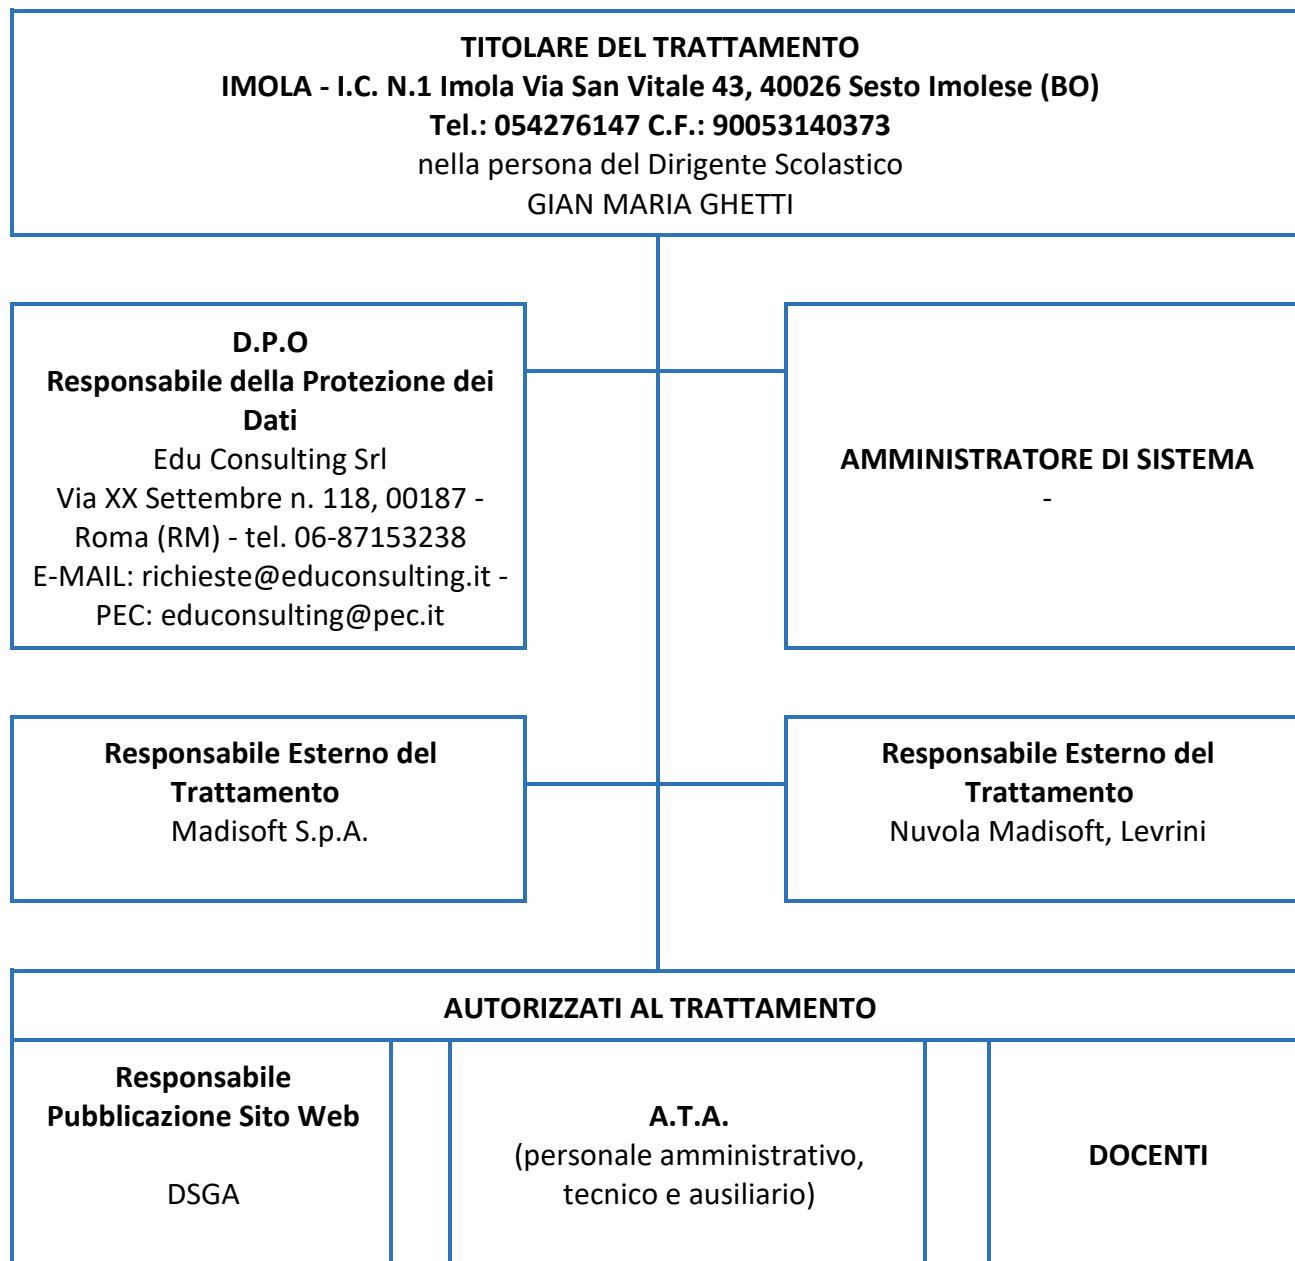 TITOLARE DEL TRATTAMENTO
IMOLA - I.C. N.1 Imola Via San Vitale 43, 40026 Sesto Imolese (BO)
Tel.: 054276147 C.F.: 90053140373
nella persona del Dirigente Scolastico
GIAN MARIA GHETTI
D.P.O
Responsabile della Protezione dei
Dati
Edu Consulting Srl
Via XX Settembre n. 118, 00187 -
Roma (RM) - tel. 06-87153238
E-MAIL: richieste@educonsulting.it -
PEC: educonsulting@pec.it
AMMINISTRATORE DI SISTEMA
-
Responsabile Esterno del
Trattamento
Madisoft S.p.A.
Responsabile Esterno del
Trattamento
Nuvola Madisoft, Levrini
AUTORIZZATI AL TRATTAMENTO
Responsabile
Pubblicazione Sito Web
DSGA
A.T.A.
(personale amministrativo,
tecnico e ausiliario)
DOCENTI